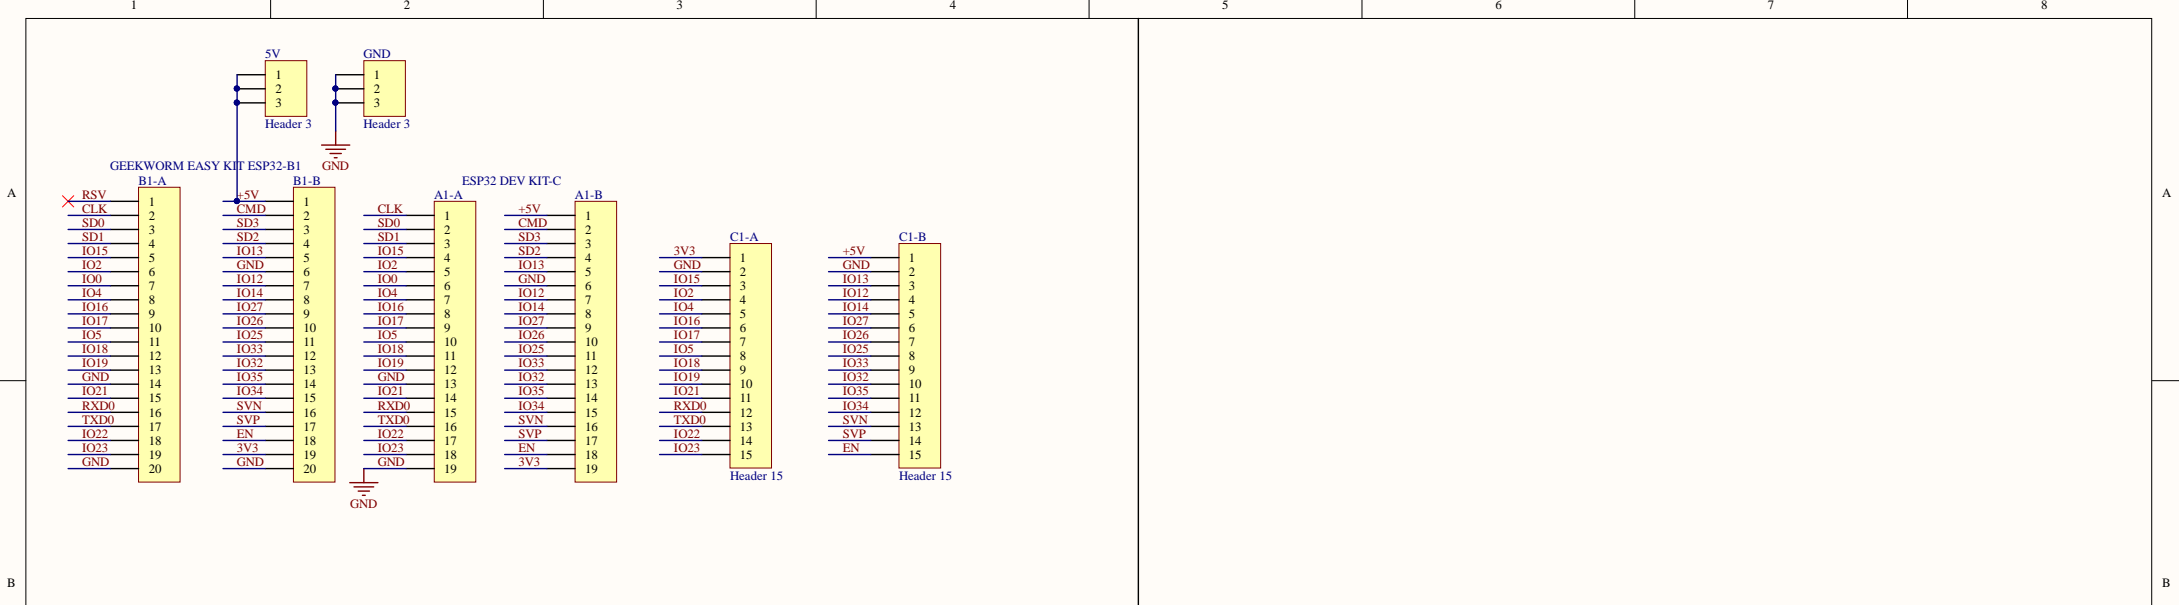 1 2 3 4 5 6 7 8
5V GND
1 1
2 2
3 3
Header 3 Header 3
GND
GEEKWORM EASY KIT ESP32-B1
ESP32 DEV KIT-C
A A
B1-A
RSV 1
CLK 2
SD0 3
SD1 4
IO15 5
IO2 6
IO0 7
IO4 8
IO16 9
IO17 10
IO5 11
IO18 12
IO19 13
GND 14
IO21 15
RXD0 16
TXD0 17
IO22 18
IO23 19
GND 20
B1-B
+5V 1
CMD 2
SD3 3
SD2 4
IO13 5
GND 6
IO12 7
IO14 8
IO27 9
IO26 10
IO25 11
IO33 12
IO32 13
IO35 14
IO34 15
SVN 16
SVP 17
EN 18
3V3 19
GND 20
A1-A
CLK 1
SD0 2
SD1 3
IO15 4
IO2 5
IO0 6
IO4 7
IO16 8
IO17 9
IO5 10
IO18 11
IO19 12
GND 13
IO21 14
RXD0 15
TXD0 16
IO22 17
IO23 18
GND 19
GND
A1-B
+5V 1
CMD 2
SD3 3
SD2 4
IO13 5
GND 6
IO12 7
IO14 8
IO27 9
IO26 10
IO25 11
IO33 12
IO32 13
IO35 14
IO34 15
SVN 16
SVP 17
EN 18
3V3 19
C1-A
3V3 1
GND 2
IO15 3
IO2 4
IO4 5
IO16 6
IO17 7
IO5 8
IO18 9
IO19 10
IO21 11
RXD0 12
TXD0 13
IO22 14
IO23 15
Header 15
C1-B
+5V 1
GND 2
IO13 3
IO12 4
IO14 5
IO27 6
IO26 7
IO25 8
IO33 9
IO32 10
IO35 11
IO34 12
SVN 13
SVP 14
EN 15
Header 15
B B